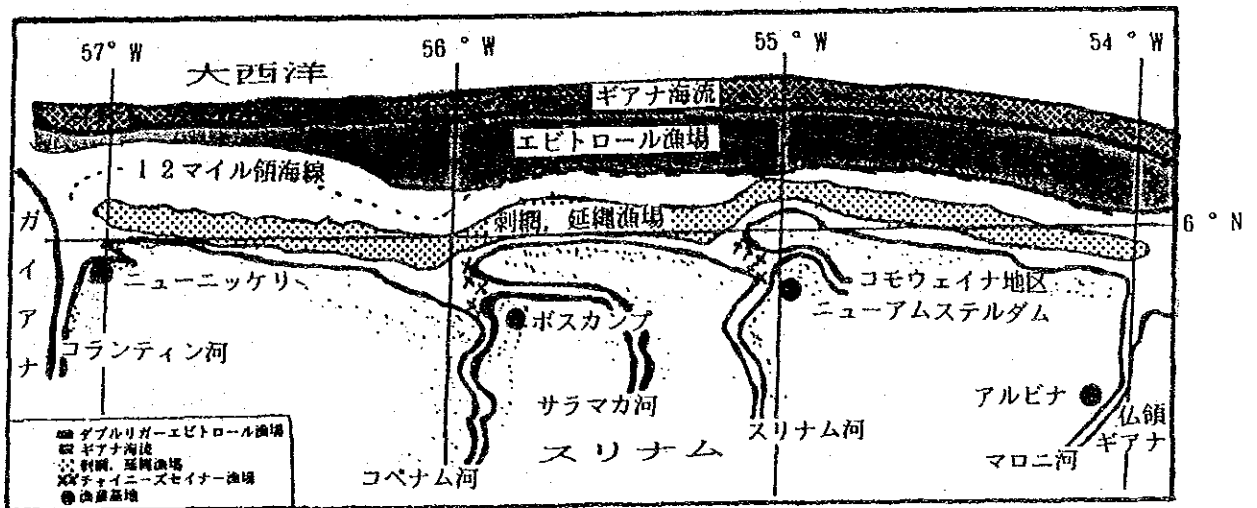 57° W
56 ° W
55 ° W
54 ° W
大西洋
ギアナ海流
エビトロール漁場
12マイル領海線
刺網, 延縄漁場
6 ° N
ガイアナ
ニューニッケリ
コモウェイナ地区
ニューアムステルダム
ボスカンプ
コランティン河
サラマカ河
アルビナ
スリナム河
仏領
ギアナ
スリナム
マロニ河
コペナム河
ダブルリガーエビトロール漁場
ギアナ海流
刺網, 延縄漁場
チャイニーズセイナー漁場
漁業基地